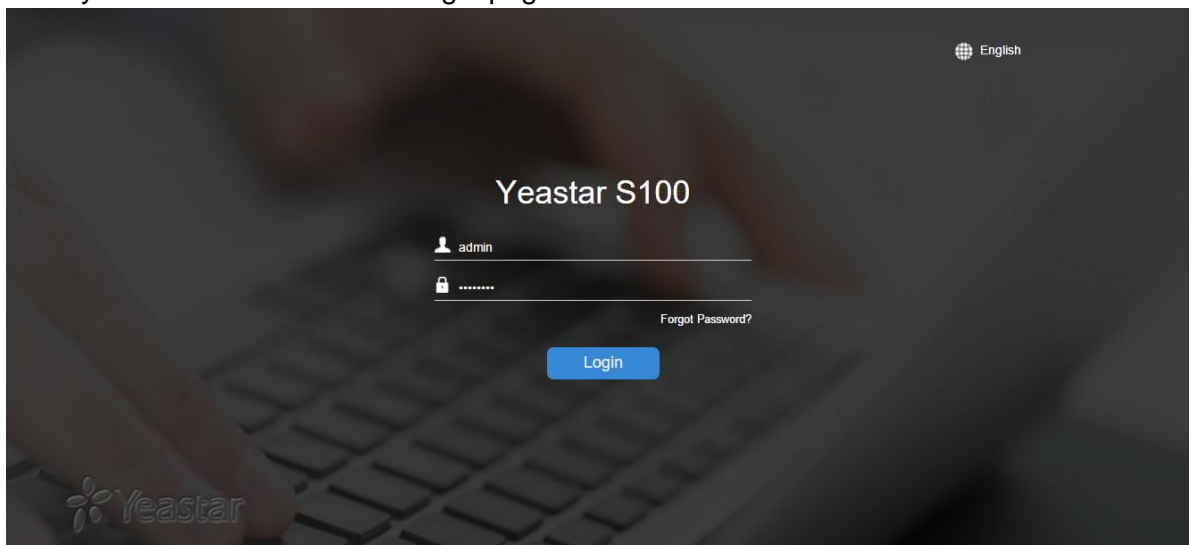 English
Yeastar S100
admin
........
Forgot Password?
Login
Yeastar